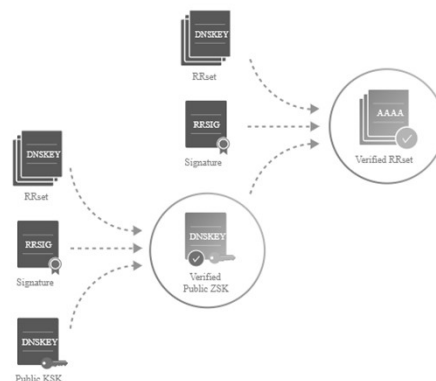 DNSKEY
RRset
RRSIG
Signature
AAAA
Verified RRset
DNSKEY
RRset
RRSIG
Signature
DNSKEY
Verified
Public ZSK
DNSKEY
Public KSK